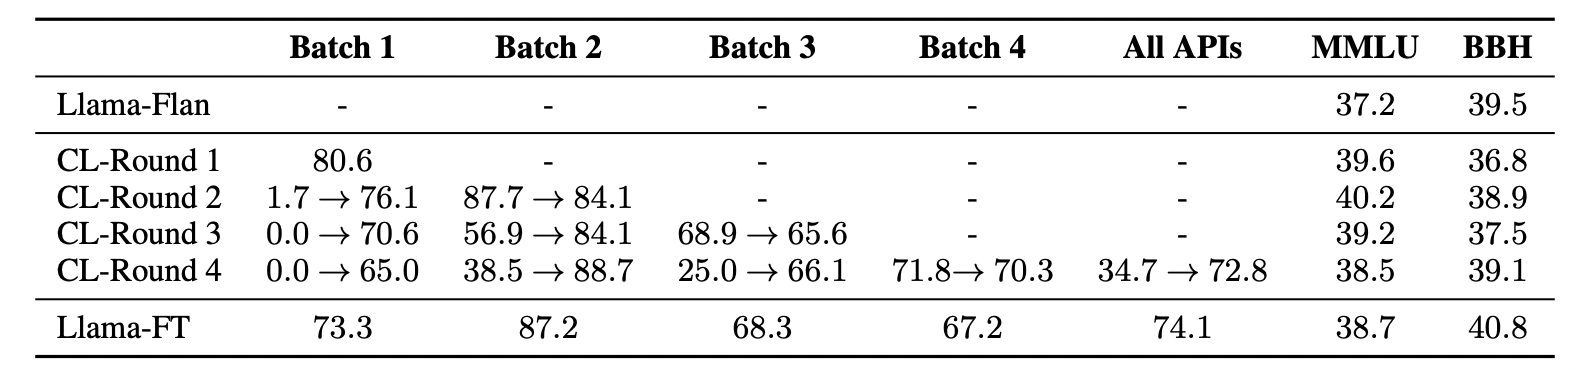 Batch 1 Batch 2 Batch 3 Batch 4 All APIs MMLU BBH
Llama-Flan - - - - - 37.2 39.5
CL-Round 1 80.6 - - - - 39.6 36.8
CL-Round 2 1.7 → 76.1 87.7 → 84.1 - - - 40.2 38.9
CL-Round 3 0.0 → 70.6 56.9 → 84.1 68.9 → 65.6 - - 39.2 37.5
CL-Round 4 0.0 → 65.0 38.5 → 88.7 25.0 → 66.1 71.8→ 70.3 34.7 → 72.8 38.5 39.1
Llama-FT 73.3 87.2 68.3 67.2 74.1 38.7 40.8